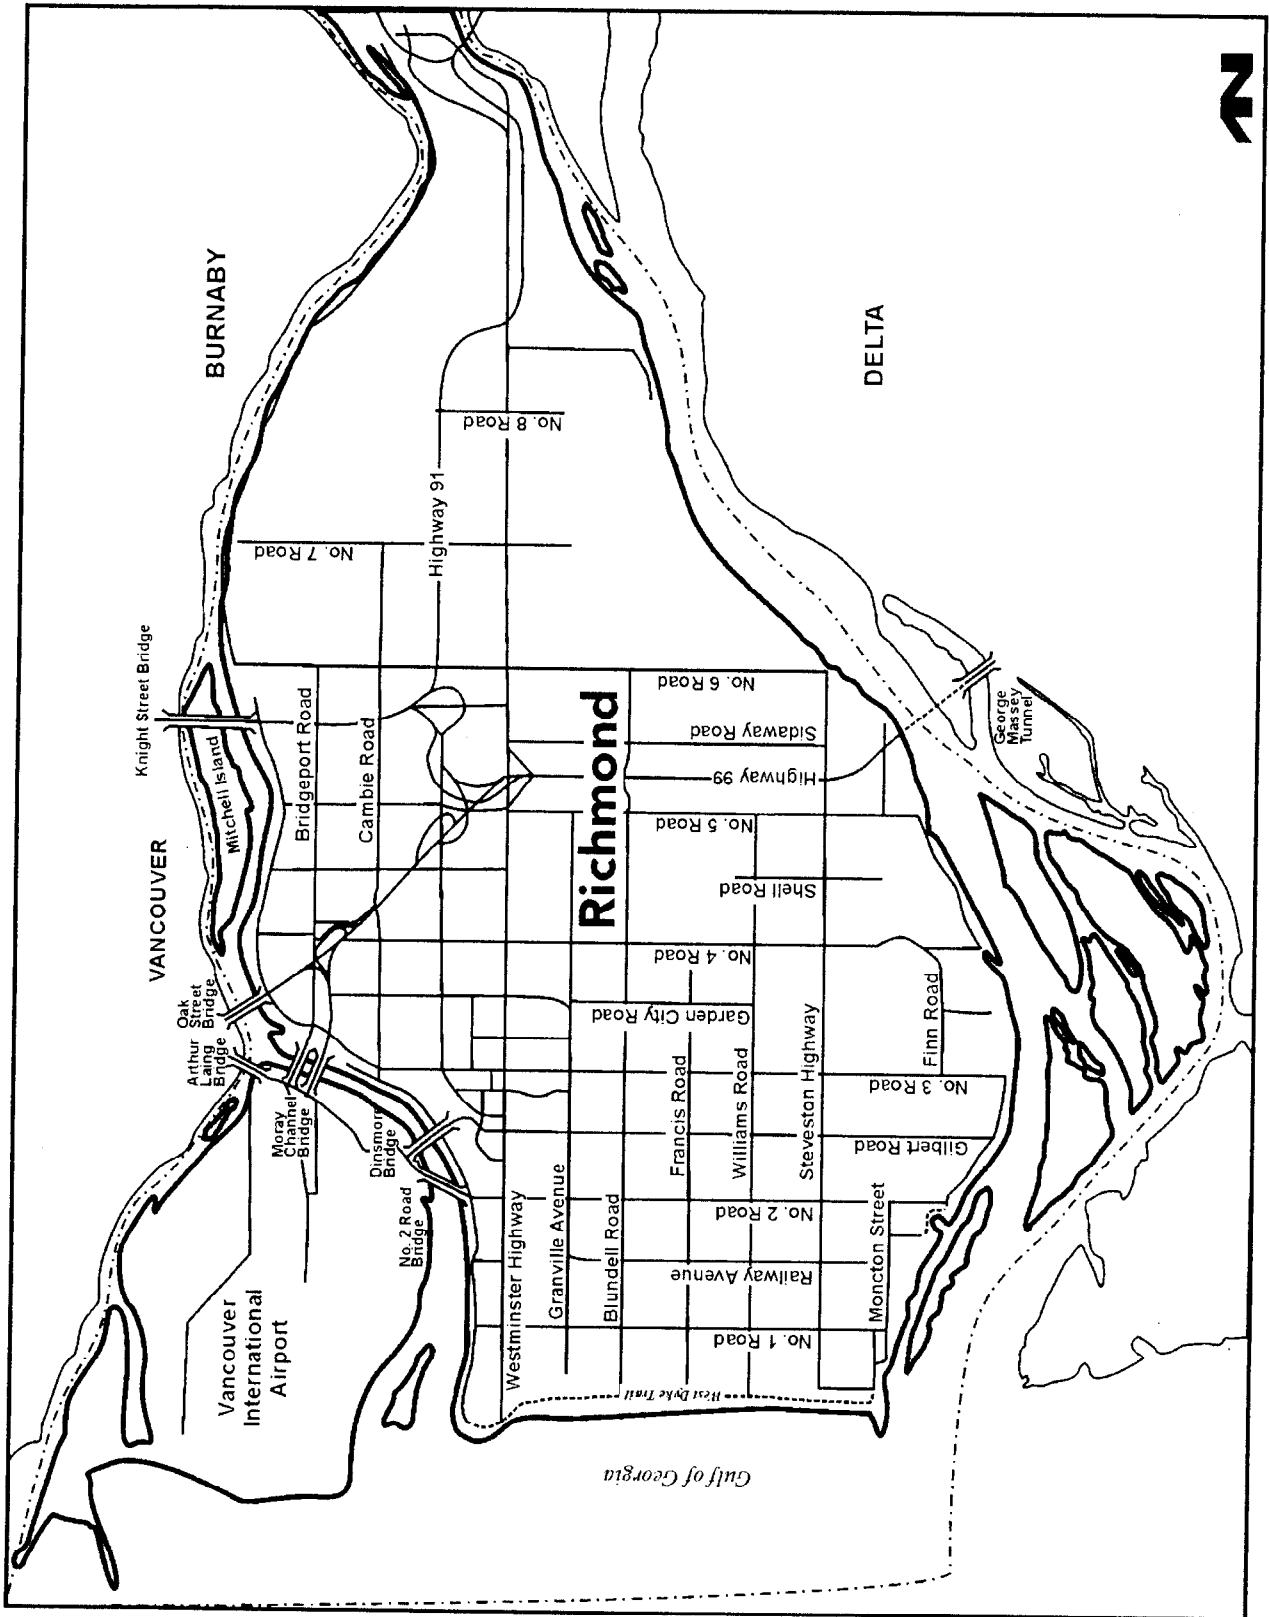 N
BURNABY
DELTA
No. 8 Road
Highway 91
No. 7 Road
Knight Street Bridge
Mitchell Island
Bridgeport Road
Cambie Road
Richmond
No. 6 Road
Sidaway Road
Highway 99
George
Massey
Tunnel
No. 5 Road
Shell Road
VANCOUVER
No. 4 Road
Oak
Street
Bridge
Arthur
Laing
Bridge
Garden City Road
Finn Road
Moray
Channel
Bridge
Dinsmore
Bridge
No. 2 Road
Bridge
Francis Road
Williams Road
Steveston Highway
No. 3 Road
Gilbert Road
Westminster Highway
Granville Avenue
Blundell Road
No. 2 Road
Moncton Street
Railway Avenue
No. 1 Road
Vancouver
International
Airport
West Dyke Trail
Gulf of Georgia